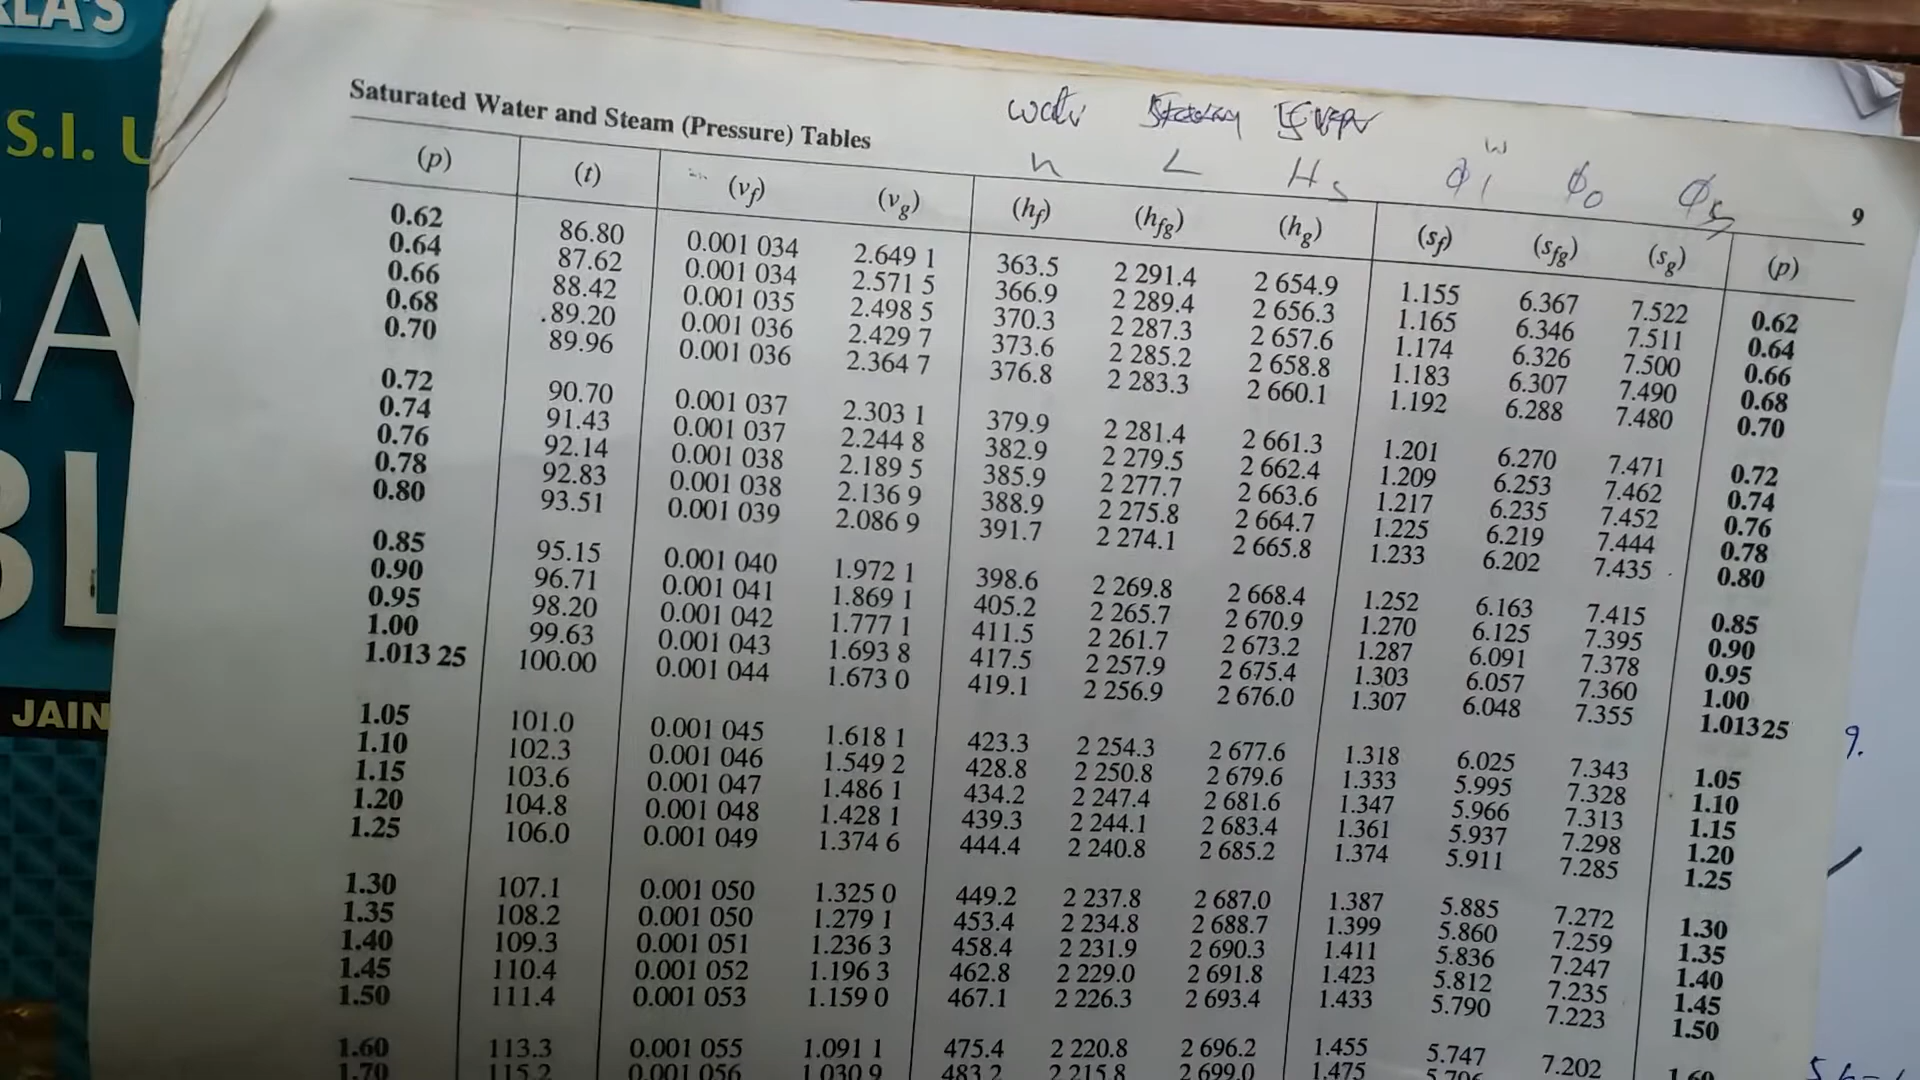 S.I. U
JAIN
Saturated Water and Steam (Pressure) Tables
h L Hs
9
(p) (t) (vf) (vg) (hf) (hfg) (hg) (sf) (sfg) (sg) (p)
0.62 86.80 0.001 034 2.649 1 363.5 2 291.4 2 654.9 1.155 6.367 7.522 0.62
0.64 87.62 0.001 034 2.571 5 366.9 2 289.4 2 656.3 1.165 6.346 7.511 0.64
0.66 88.42 0.001 035 2.498 5 370.3 2 287.3 2 657.6 1.174 6.326 7.500 0.66
0.68 89.20 0.001 036 2.429 7 373.6 2 285.2 2 658.8 1.183 6.307 7.490 0.68
0.70 89.96 0.001 036 2.364 7 376.8 2 283.3 2 660.1 1.192 6.288 7.480 0.70
0.72 90.70 0.001 037 2.303 1 379.9 2 281.4 2 661.3 1.201 6.270 7.471 0.72
0.74 91.43 0.001 037 2.244 8 382.9 2 279.5 2 662.4 1.209 6.253 7.462 0.74
0.76 92.14 0.001 038 2.189 5 385.9 2 277.7 2 663.6 1.217 6.235 7.452 0.76
0.78 92.83 0.001 038 2.136 9 388.9 2 275.8 2 664.7 1.225 6.219 7.444 0.78
0.80 93.51 0.001 039 2.086 9 391.7 2 274.1 2 665.8 1.233 6.202 7.435 0.80
0.85 95.15 0.001 040 1.972 1 398.6 2 269.8 2 668.4 1.252 6.163 7.415 0.85
0.90 96.71 0.001 041 1.869 1 405.2 2 265.7 2 670.9 1.270 6.125 7.395 0.90
0.95 98.20 0.001 042 1.777 1 411.5 2 261.7 2 673.2 1.287 6.091 7.378 0.95
1.00 99.63 0.001 043 1.693 8 417.5 2 257.9 2 675.4 1.303 6.057 7.360 1.00
1.013 25 100.00 0.001 044 1.673 0 419.1 2 256.9 2 676.0 1.307 6.048 7.355 1.013 25
1.05 101.0 0.001 045 1.618 1 423.3 2 254.3 2 677.6 1.318 6.025 7.343 1.05
1.10 102.3 0.001 046 1.549 2 428.8 2 250.8 2 679.6 1.333 5.995 7.328 1.10
1.15 103.6 0.001 047 1.486 1 434.2 2 247.4 2 681.6 1.347 5.966 7.313 1.15
1.20 104.8 0.001 048 1.428 1 439.3 2 244.1 2 683.4 1.361 5.937 7.298 1.20
1.25 106.0 0.001 049 1.374 6 444.4 2 240.8 2 685.2 1.374 5.911 7.285 1.25
1.30 107.1 0.001 050 1.325 0 449.2 2 237.8 2 687.0 1.387 5.885 7.272 1.30
1.35 108.2 0.001 050 1.279 1 453.4 2 234.8 2 688.7 1.399 5.860 7.259 1.35
1.40 109.3 0.001 051 1.236 3 458.4 2 231.9 2 690.3 1.411 5.836 7.247 1.40
1.45 110.4 0.001 052 1.196 3 462.8 2 229.0 2 691.8 1.423 5.812 7.235 1.45
1.50 111.4 0.001 053 1.159 0 467.1 2 226.3 2 693.4 1.433 5.790 7.223 1.50
1.60 113.3 0.001 055 1.091 1 475.4 2 220.8 2 696.2 1.455 5.747 7.202 1.60
1.70 115.2 0.001 056 1.030 9 483.2 2 215.8 2 699.0 1.475